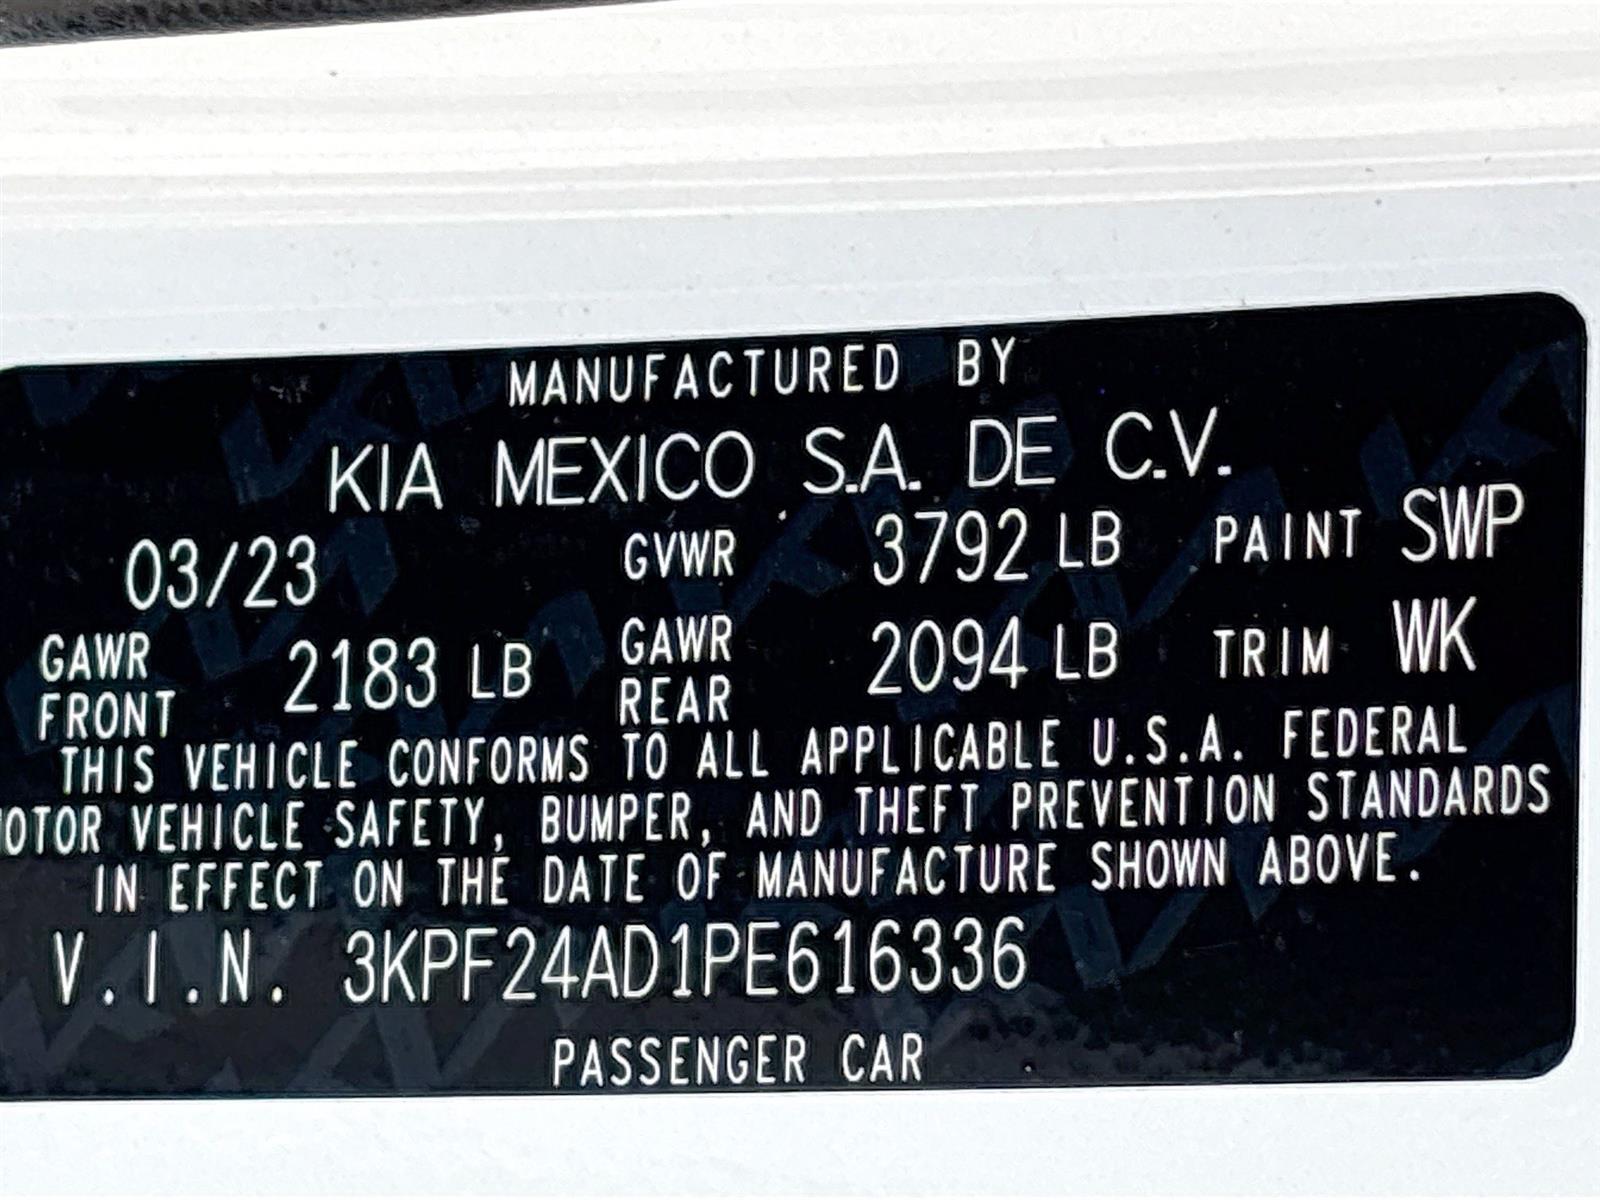 MANUFACTURED BY
KIA MEXICO S.A. DE C.V.
03/23 GVWR 3792 LB PAINT SWP
GAWR FRONT 2183 LB GAWR REAR 2094 LB TRIM WK
THIS VEHICLE CONFORMS TO ALL APPLICABLE U.S.A. FEDERAL
MOTOR VEHICLE SAFETY, BUMPER, AND THEFT PREVENTION STANDARDS
IN EFFECT ON THE DATE OF MANUFACTURE SHOWN ABOVE.
V.I.N. 3KPF24AD1PE616336
PASSENGER CAR